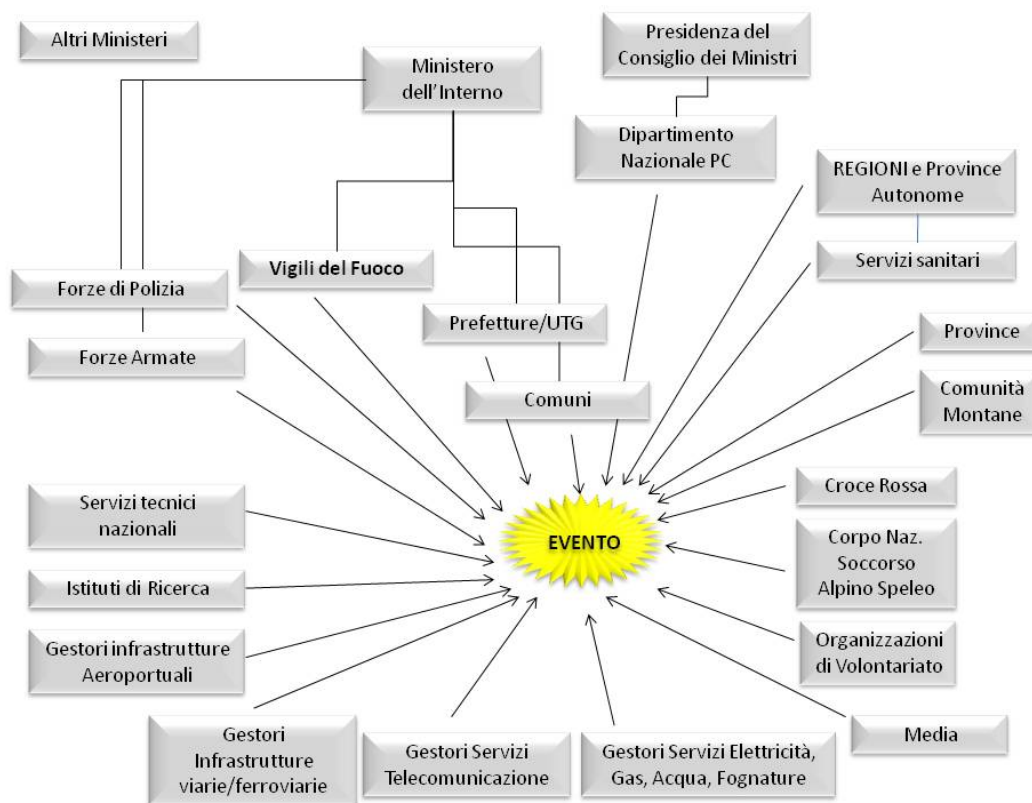 Altri Ministeri
Ministero
dell'Interno
Presidenza del
Consiglio dei Ministri
Dipartimento
Nazionale PC
REGIONI e Province
Autonome
Servizi sanitari
Vigili del Fuoco
Forze di Polizia
Prefetture/UTG
Forze Armate
Province
Comuni
Comunità
Montane
Servizi tecnici
nazionali
Croce Rossa
EVENTO
Corpo Naz.
Soccorso
Alpino Speleo
Istituti di Ricerca
Gestori infrastrutture
Aeroportuali
Organizzazioni
di Volontariato
Gestori
Infrastrutture
viarie/ferroviarie
Gestori Servizi
Telecomunicazione
Gestori Servizi Elettricità,
Gas, Acqua, Fognature
Media